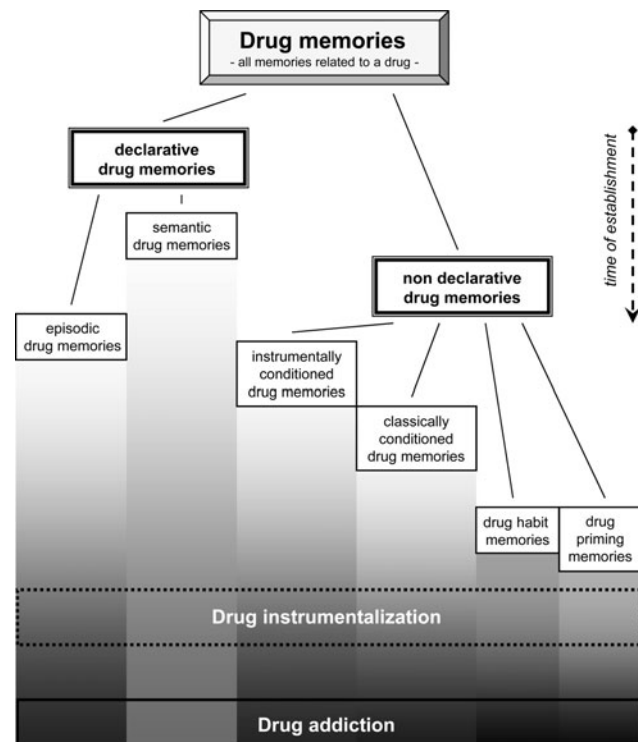 Drug memories
- all memories related to a drug -
declarative
drug memories
time of establishment
semantic
drug memories
non declarative
drug memories
episodic
drug memories
instrumentally
conditioned
drug memories
classically
conditioned
drug memories
drug habit
memories
drug
priming
memories
Drug instrumentalization
Drug addiction